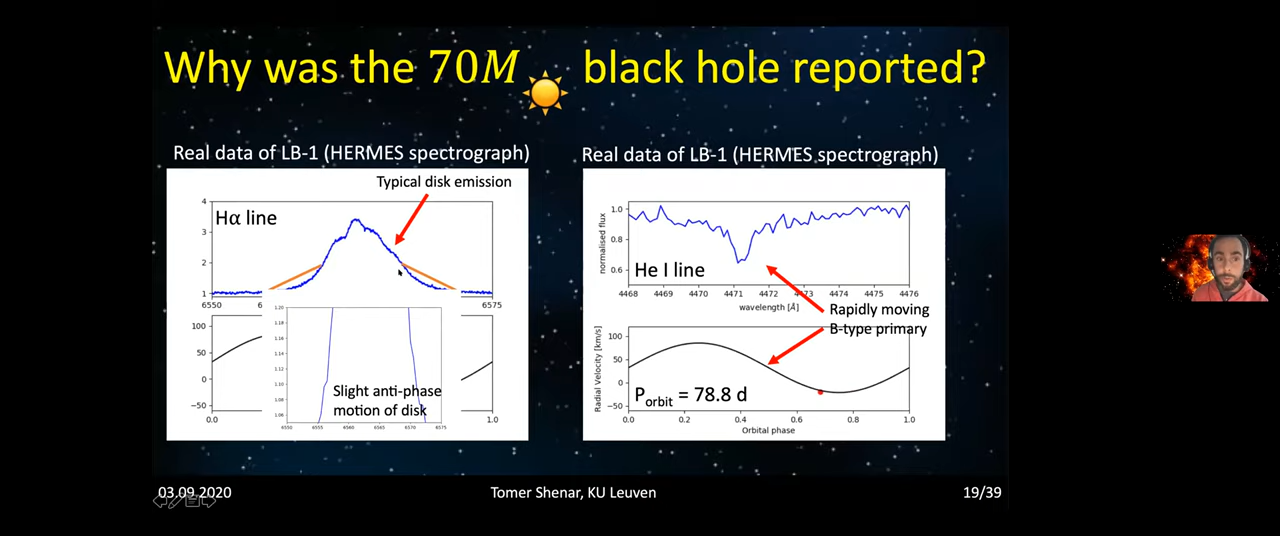 Why was the 70M☀ black hole reported?
Real data of LB-1 (HERMES spectrograph)
Typical disk emission
Hα line
4
3
2
1
6550
6575
100
50
0
−50
0.0
1.0
1.20
1.18
1.16
1.14
1.12
1.10
1.08
1.06
6550 6555 6560 6565 6570 6575
Slight anti-phase
motion of disk
Real data of LB-1 (HERMES spectrograph)
normalised flux
1.0
0.8
0.6
He I line
4468 4469 4470 4471 4472 4473 4474 4475 4476
wavelength [Å]
Rapidly moving
B-type primary
Radial Velocity [km/s]
100
50
0
−50
Porbit = 78.8 d
0.0 0.2 0.4 0.6 0.8 1.0
Orbital phase
03.09.2020
Tomer Shenar, KU Leuven
19/39